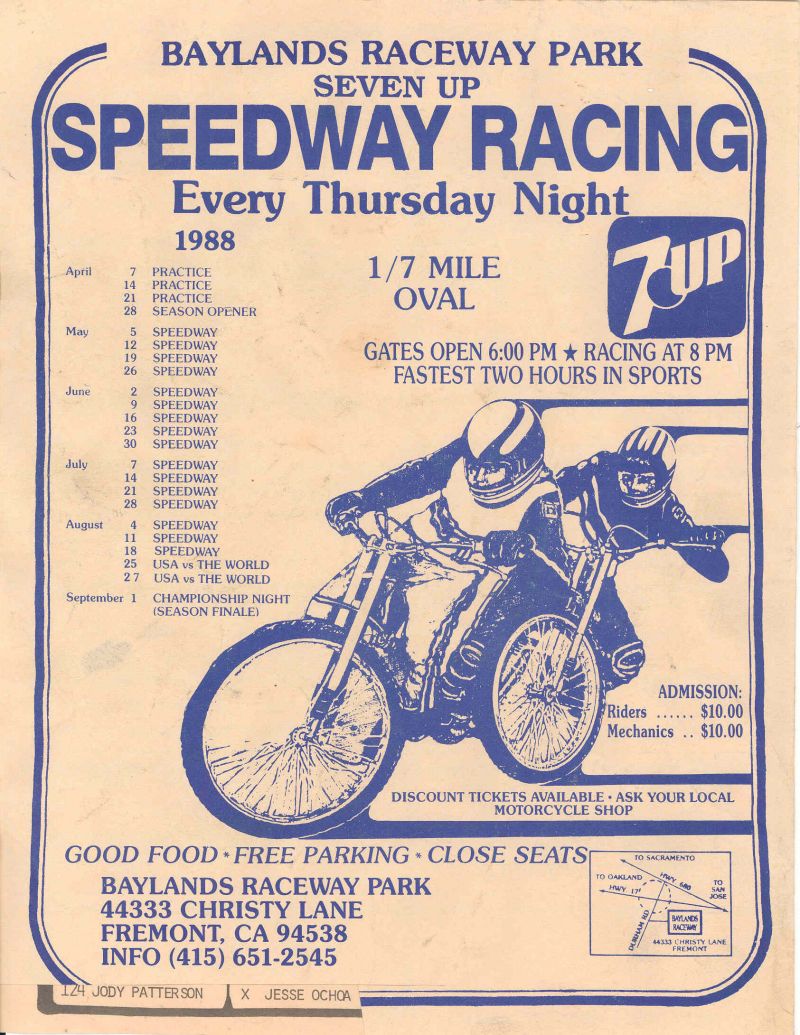 BAYLANDS RACEWAY PARK
SEVEN UP
SPEEDWAY RACING
Every Thursday Night
1988
April 7 PRACTICE
14 PRACTICE
21 PRACTICE
28 SEASON OPENER
May 5 SPEEDWAY
12 SPEEDWAY
19 SPEEDWAY
26 SPEEDWAY
June 2 SPEEDWAY
9 SPEEDWAY
16 SPEEDWAY
23 SPEEDWAY
30 SPEEDWAY
July 7 SPEEDWAY
14 SPEEDWAY
21 SPEEDWAY
28 SPEEDWAY
August 4 SPEEDWAY
11 SPEEDWAY
18 SPEEDWAY
25 USA vs THE WORLD
27 USA vs THE WORLD
September 1 CHAMPIONSHIP NIGHT
(SEASON FINALE)
1/7 MILE
OVAL
7UP
GATES OPEN 6:00 PM ★ RACING AT 8 PM
FASTEST TWO HOURS IN SPORTS
ADMISSION:
Riders ...... $10.00
Mechanics .. $10.00
DISCOUNT TICKETS AVAILABLE • ASK YOUR LOCAL
MOTORCYCLE SHOP
GOOD FOOD * FREE PARKING * CLOSE SEATS
BAYLANDS RACEWAY PARK
44333 CHRISTY LANE
FREMONT, CA 94538
INFO (415) 651-2545
TO SACRAMENTO
TO OAKLAND
HWY 680
HWY 17
TO
SAN
JOSE
DURHAM RD
BAYLANDS
RACEWAY
44333 CHRISTY LANE
FREMONT
124 JODY PATTERSON X JESSE OCHOA